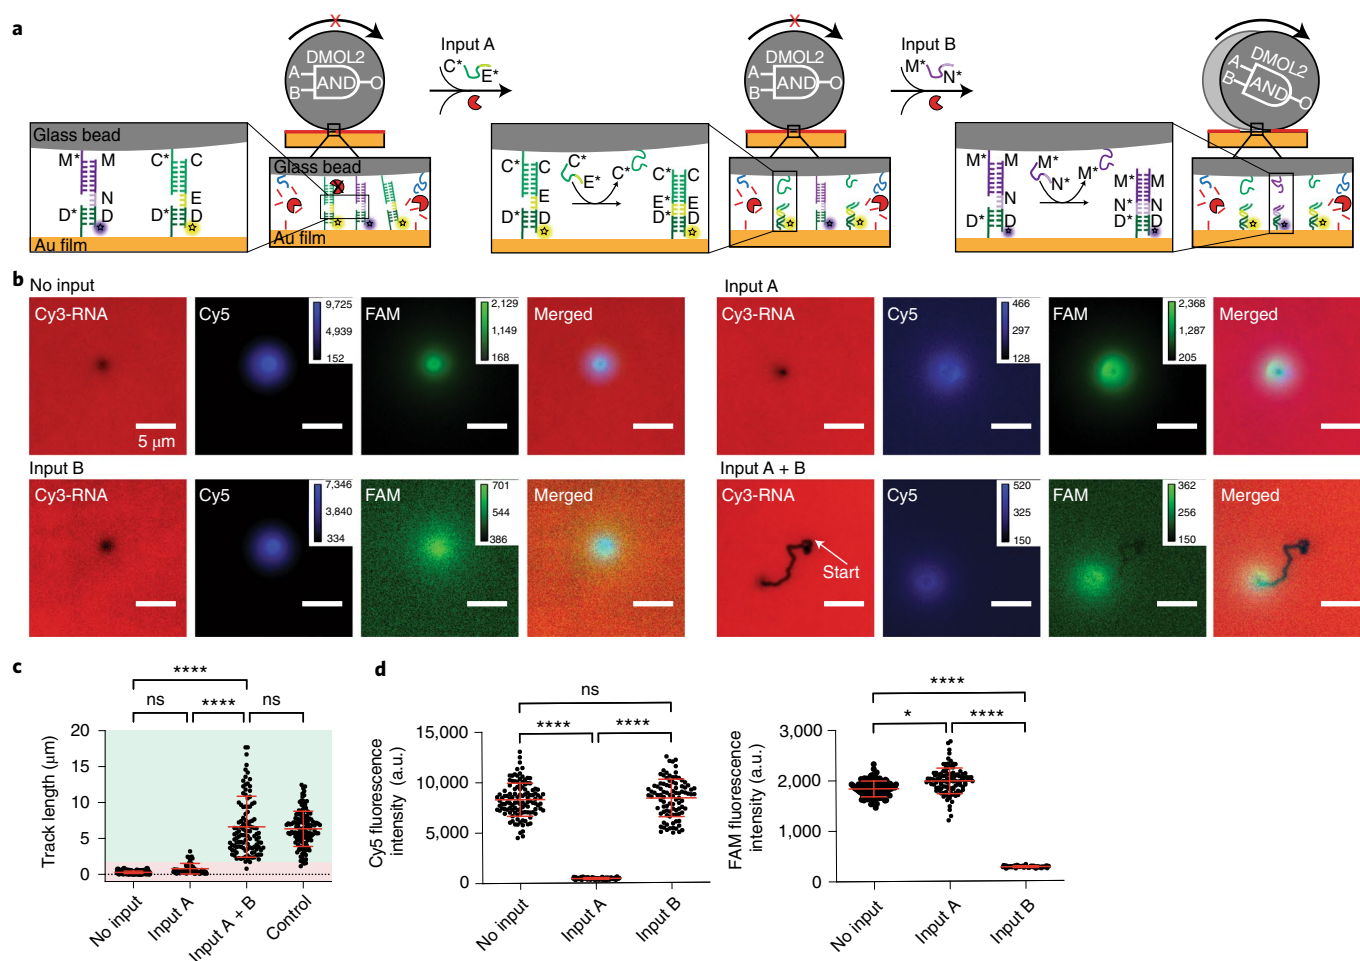 a
Input A
C*
E*
Input B
M*
N*
X
DMOL2
A
B
AND
O
X
DMOL2
A
B
AND
O
DMOL2
A
B
AND
O
Glass bead
M*
M
C*
C
N
E
D*
D
D*
D
Au film
Glass bead
Au film
C*
C
C*
E*
C*
C
E
E*
E
D*
D
D*
D
M*
M
M*
N*
M*
M*
M
N
N*
N
D*
D
D*
D
b
No input
Cy3-RNA
5 μm
Cy5
9,725
4,939
152
FAM
2,129
1,149
168
Merged
Input A
Cy3-RNA
Cy5
466
297
128
FAM
2,368
1,287
205
Merged
Input B
Cy3-RNA
Cy5
7,346
3,840
334
FAM
701
544
386
Merged
Input A + B
Cy3-RNA
Start
Cy5
520
325
150
FAM
362
256
150
Merged
c
****
ns
****
ns
Track length (μm)
20
15
10
5
0
No input
Input A
Input A + B
Control
d
ns
****
****
Cy5 fluorescence
intensity (a.u.)
15,000
10,000
5,000
0
No input
Input A
Input B
****
*
****
FAM fluorescence
intensity (a.u.)
3,000
2,000
1,000
0
No input
Input A
Input B